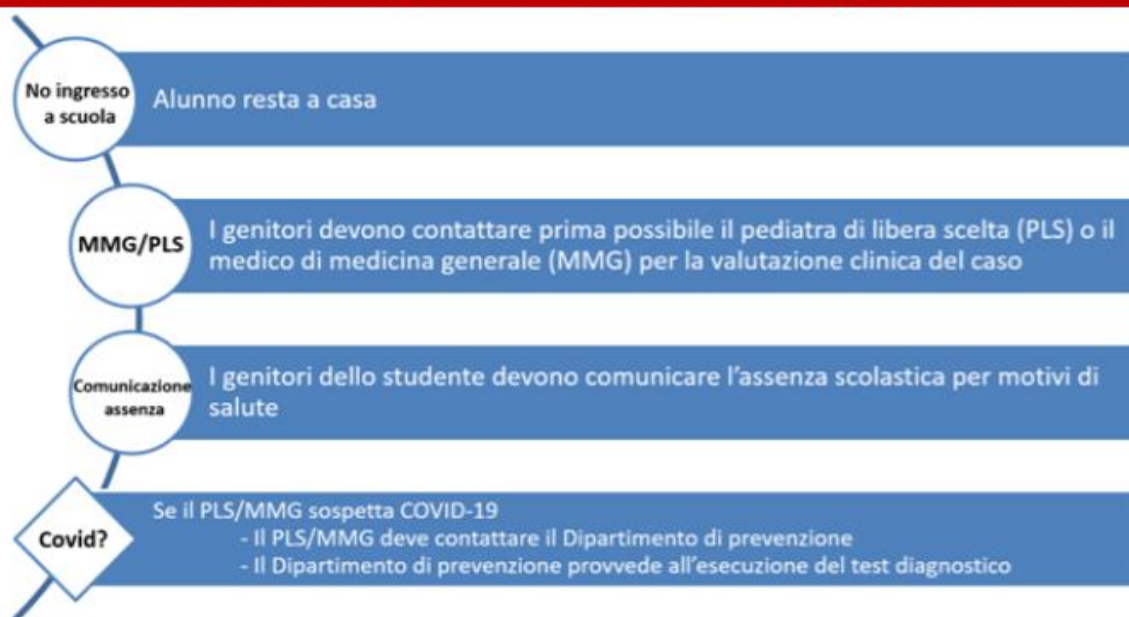 No ingresso
a scuola
Alunno resta a casa
MMG/PLS
I genitori devono contattare prima possibile il pediatra di libera scelta (PLS) o il
medico di medicina generale (MMG) per la valutazione clinica del caso
Comunicazione
assenza
I genitori dello studente devono comunicare l'assenza scolastica per motivi di
salute
Covid?
Se il PLS/MMG sospetta COVID-19
- Il PLS/MMG deve contattare il Dipartimento di prevenzione
- Il Dipartimento di prevenzione provvede all'esecuzione del test diagnostico